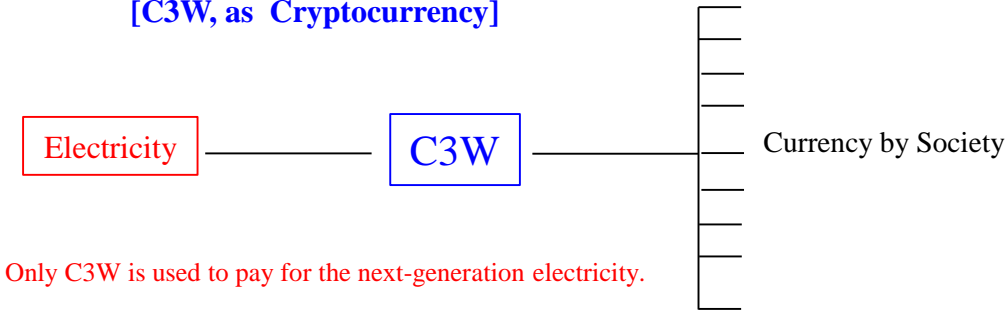 [C3W, as Cryptocurrency]
Electricity
C3W
Currency by Society
Only C3W is used to pay for the next-generation electricity.